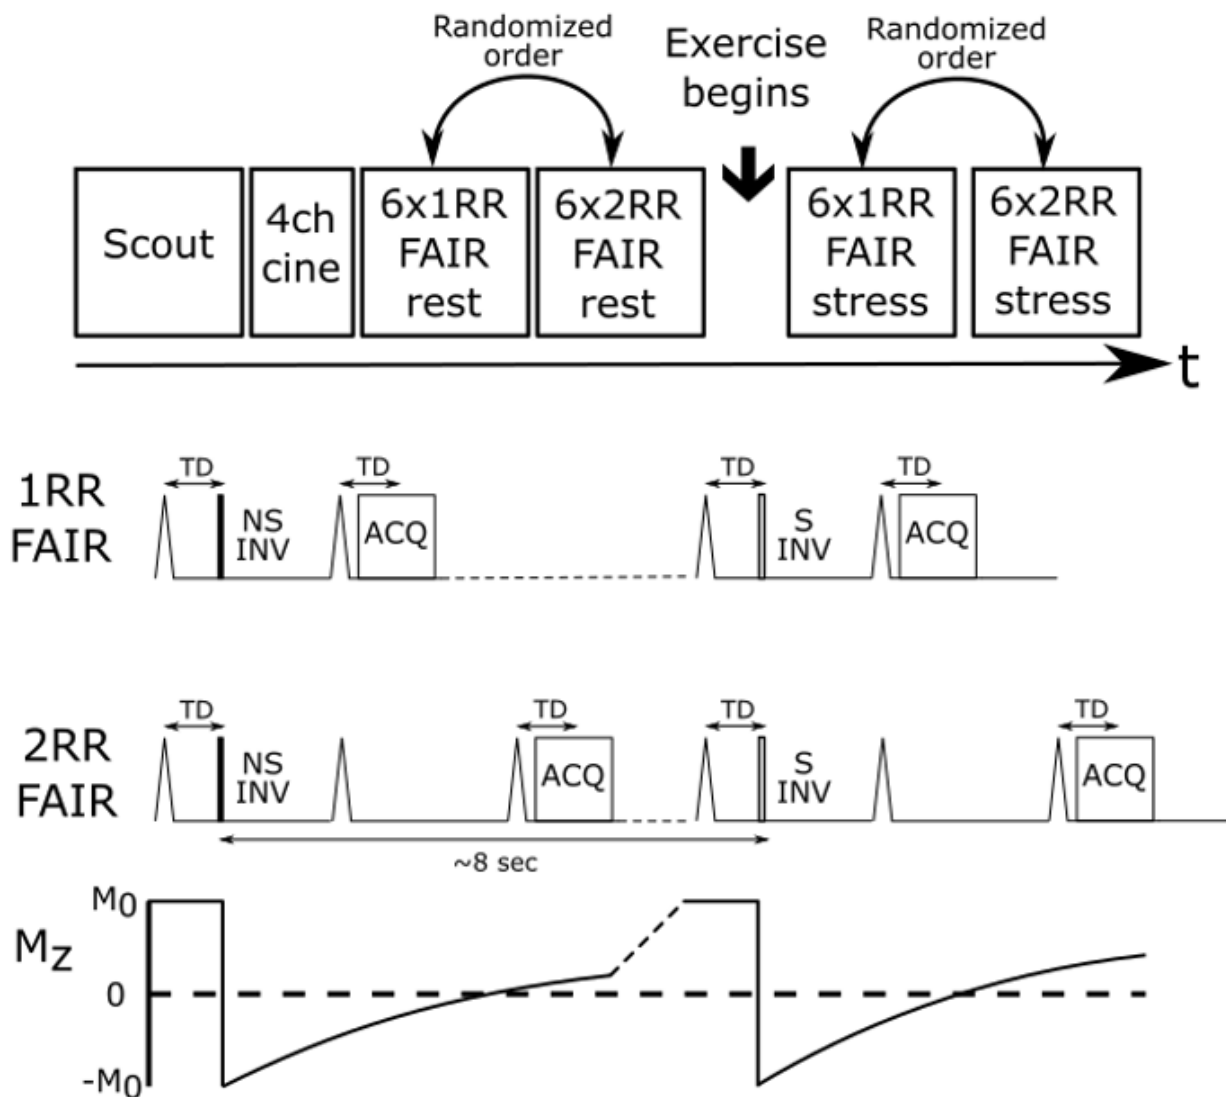 Randomized
order
Exercise
begins
Randomized
order
Scout
4ch
cine
6x1RR
FAIR
rest
6x2RR
FAIR
rest
6x1RR
FAIR
stress
6x2RR
FAIR
stress
t
1RR
FAIR
TD
NS
INV
TD
ACQ
TD
S
INV
TD
ACQ
2RR
FAIR
TD
NS
INV
TD
ACQ
TD
S
INV
TD
ACQ
~8 sec
M0
Mz
0
-M0